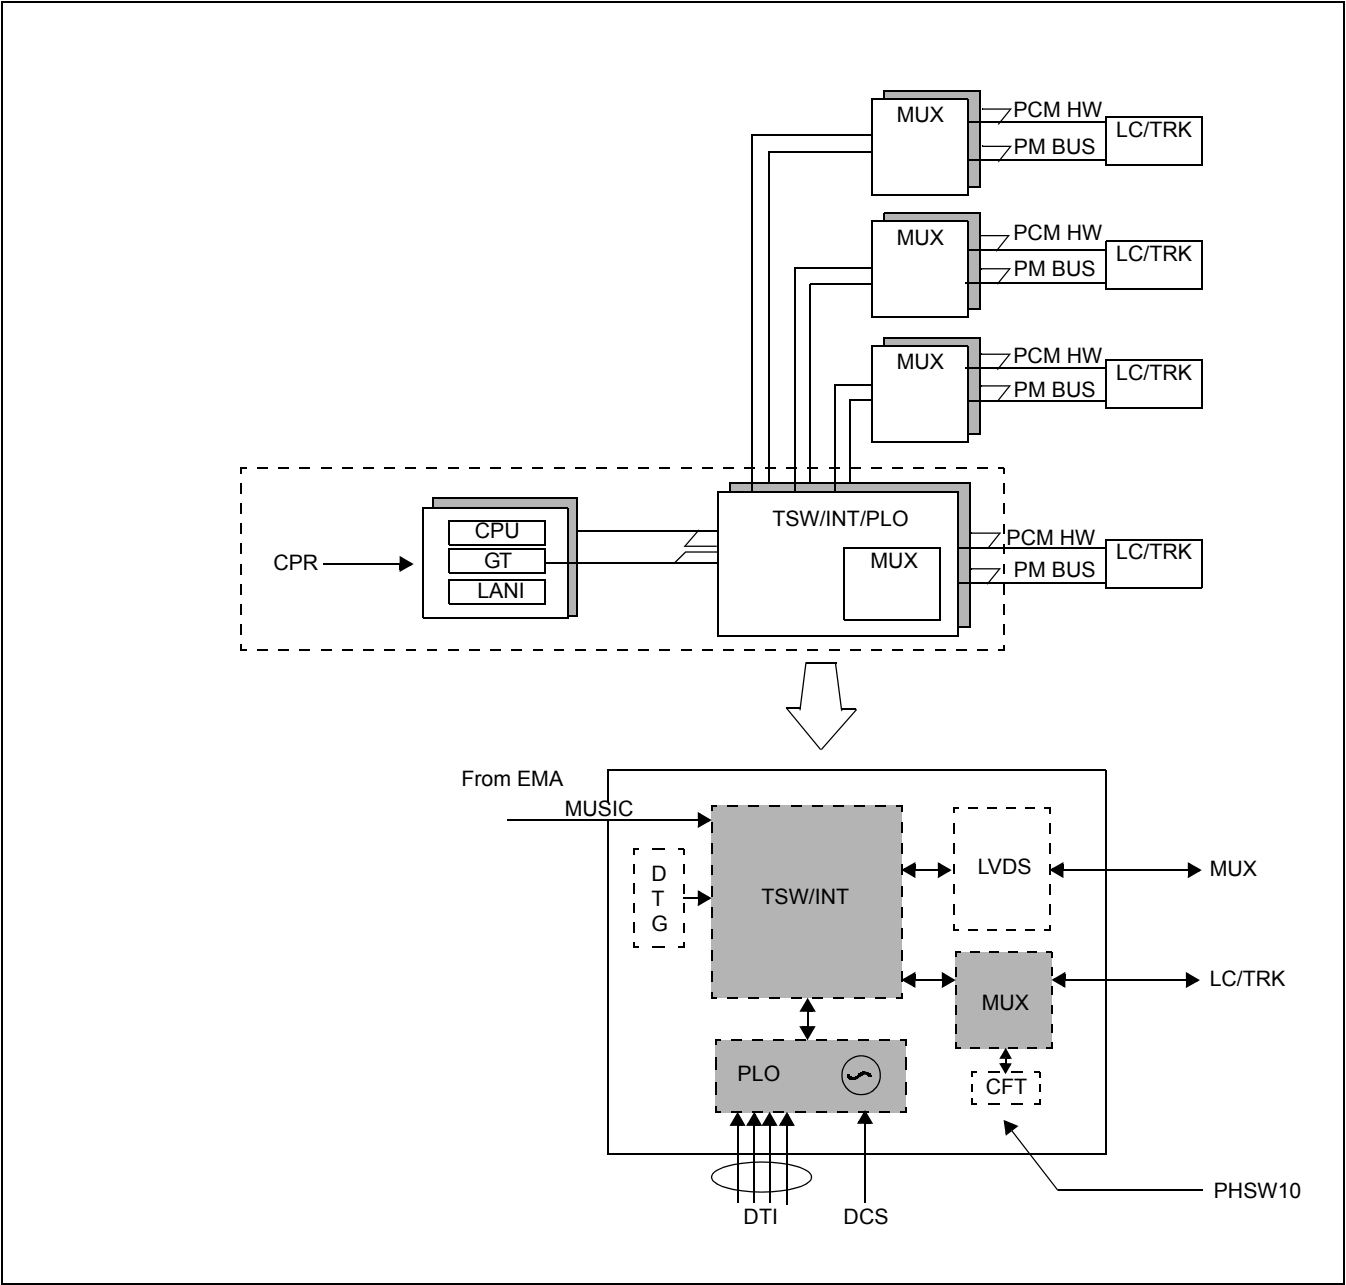 MUX
PCM HW
LC/TRK
PM BUS
MUX
PCM HW
LC/TRK
PM BUS
MUX
PCM HW
LC/TRK
PM BUS
TSW/INT/PLO
CPU
PCM HW
LC/TRK
CPR
GT
MUX
PM BUS
LANI
From EMA
MUSIC
D
T
G
TSW/INT
LVDS
MUX
MUX
LC/TRK
PLO
CFT
PHSW10
DTI
DCS